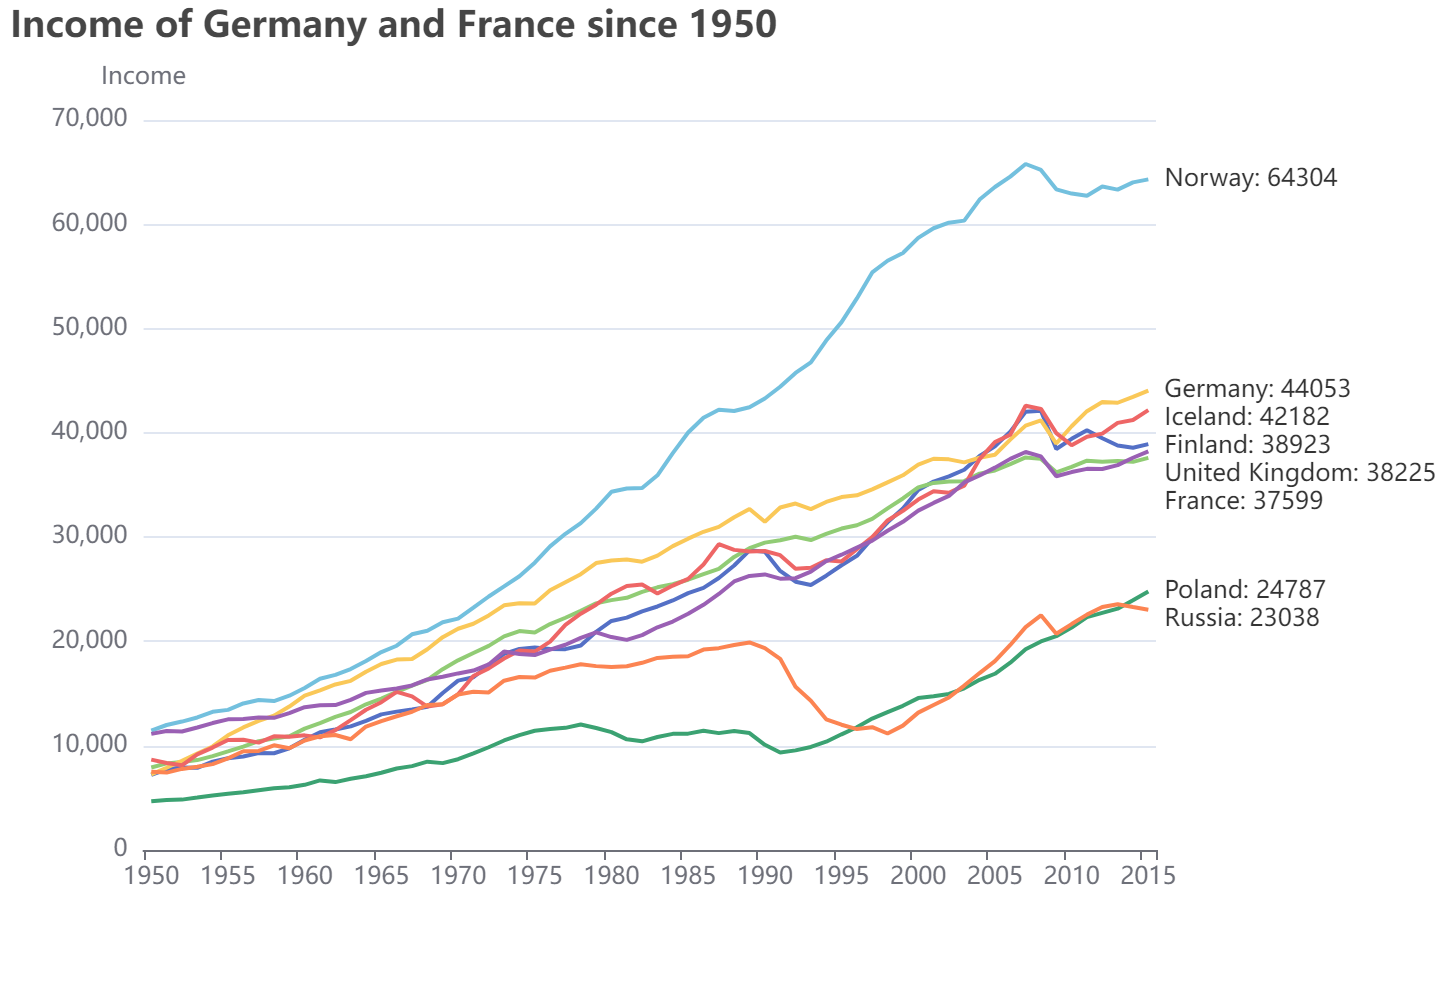 Income of Germany and France since 1950
Income
70,000
60,000
50,000
40,000
30,000
20,000
10,000
0
1950 1955 1960 1965 1970 1975 1980 1985 1990 1995 2000 2005 2010 2015
Norway: 64304
Germany: 44053
Iceland: 42182
Finland: 38923
United Kingdom: 38225
France: 37599
Poland: 24787
Russia: 23038